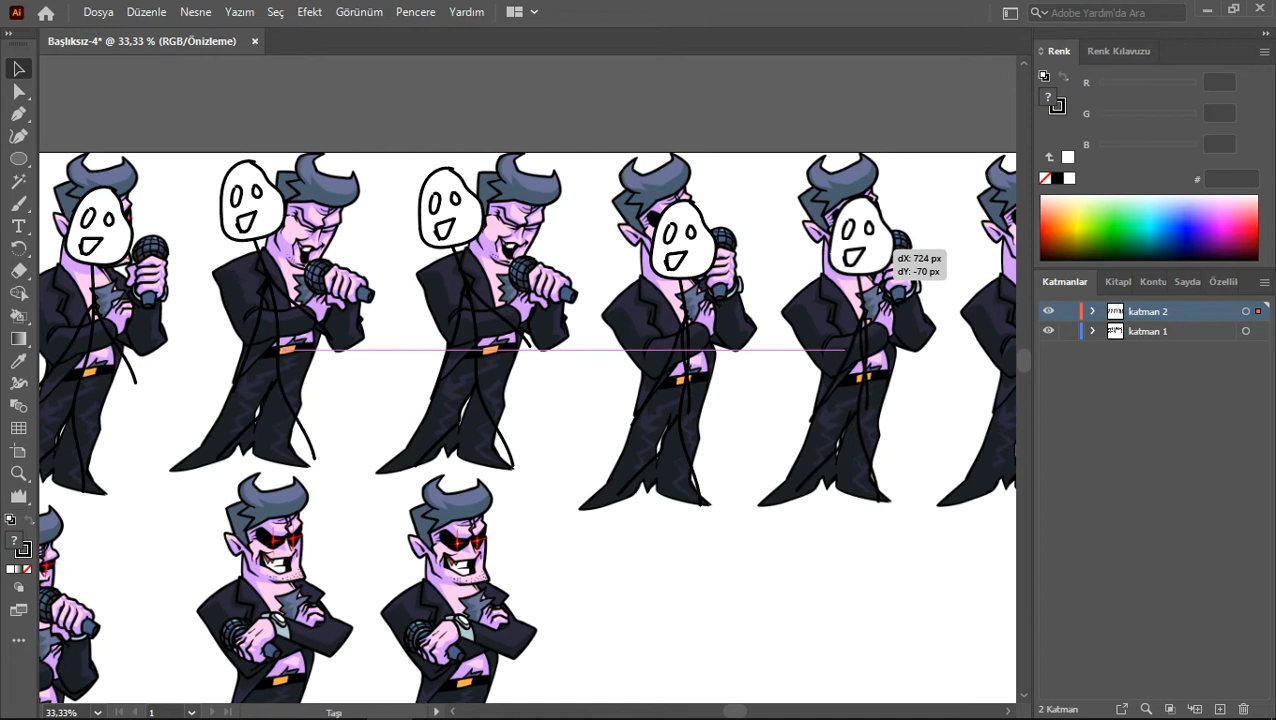 Ai Dosya Düzenle Nesne Yazım Seç Efekt Görünüm Pencere Yardım Adobe Yardım'da Ara
Başlıksız-4* @ 33,33 % (RGB/Önizleme) ×
Renk Renk Kılavuzu
R
G
B
#
dX: 724 px
dY: -70 px
Katmanlar Kitapl Kontu Sayda Özellil
katman 2
katman 1
33,33% 1 Taşı 2 Katman